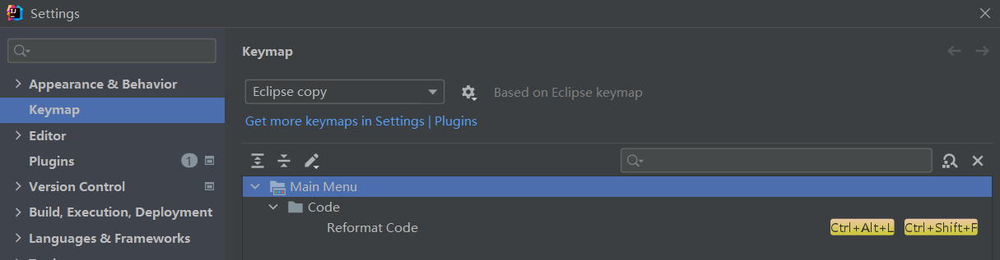 Settings
Appearance & Behavior
Keymap
Editor
Plugins 1
Version Control
Build, Execution, Deployment
Languages & Frameworks
Keymap
Eclipse copy Based on Eclipse keymap
Get more keymaps in Settings | Plugins
Main Menu
Code
Reformat Code Ctrl+Alt+L Ctrl+Shift+F